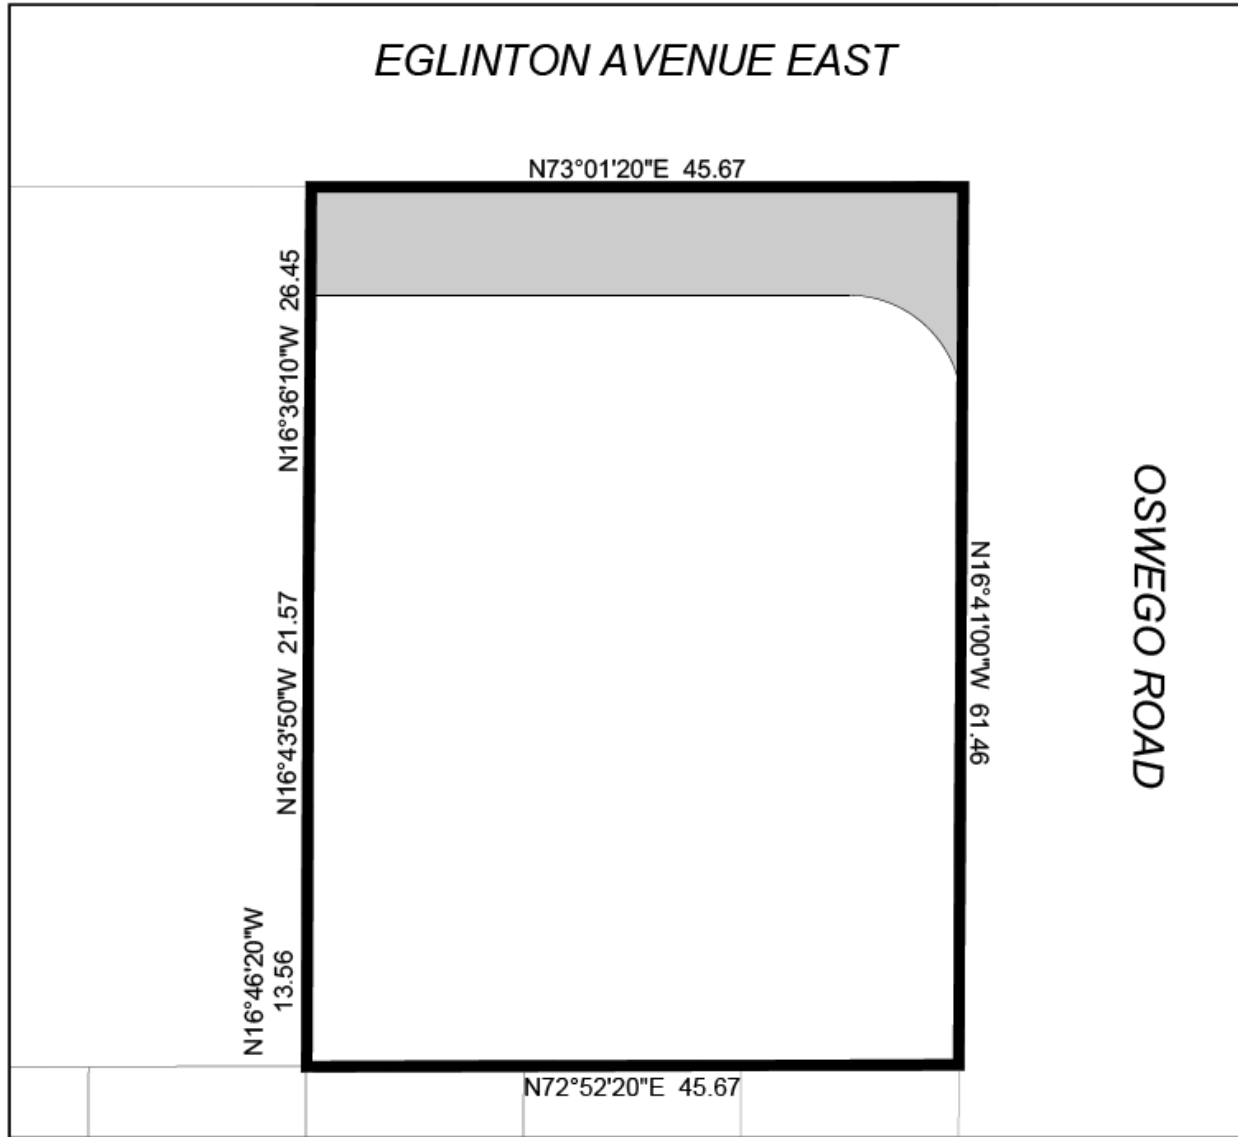 EGLINTON AVENUE EAST
N73°01'20"E 45.67
N16°36'10"W 26.45
N16°43'50"W 21.57
N16°46'20"W
13.56
N16°41'00"W 61.46
OSWEGO ROAD
N72°52'20"E 45.67